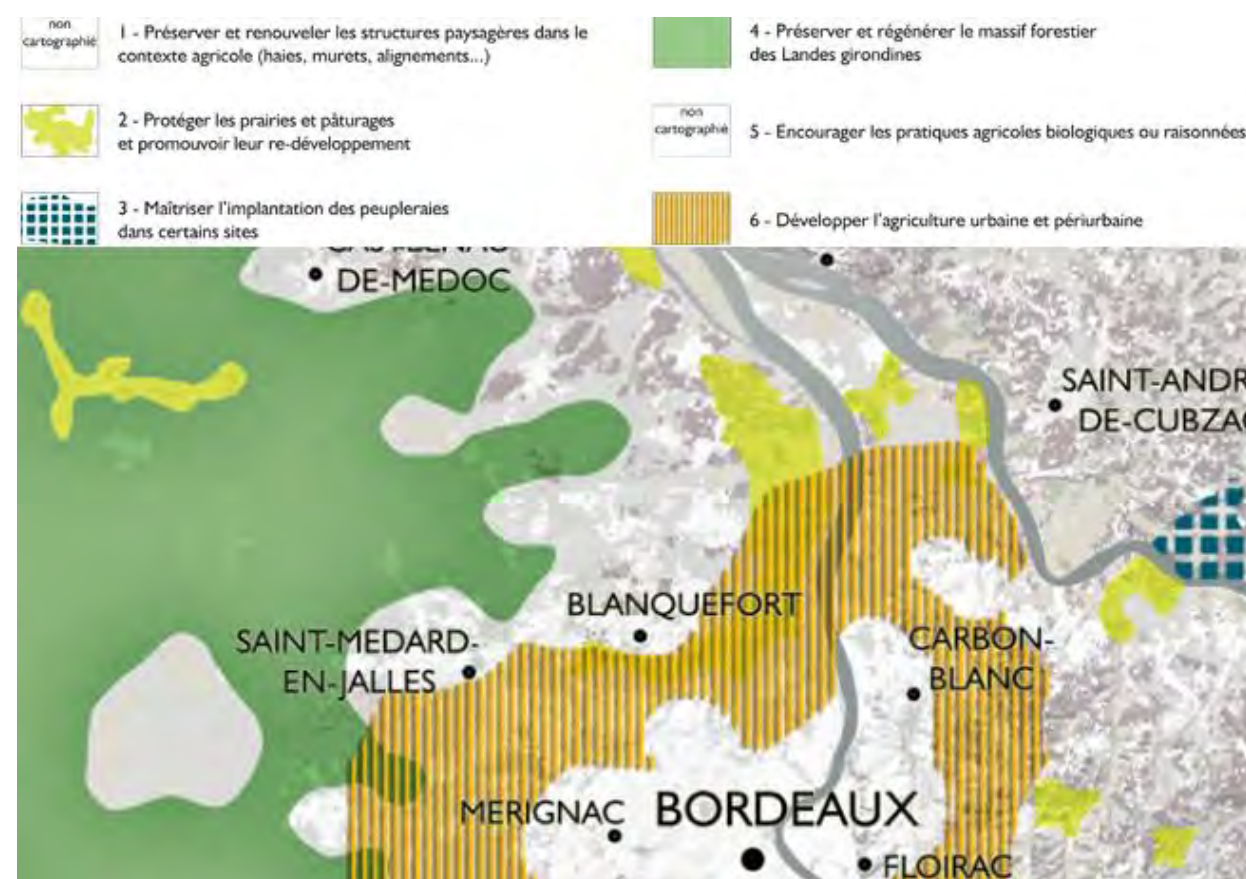 non
cartographié
1 - Préserver et renouveler les structures paysagères dans le
contexte agricole (haies, murets, alignements...)
2 - Protéger les prairies et pâturages
et promouvoir leur re-développement
3 - Maîtriser l'implantation des peupleraies
dans certains sites
4 - Préserver et régénérer le massif forestier
des Landes girondines
non
cartographié
5 - Encourager les pratiques agricoles biologiques ou raisonnées
6 - Développer l'agriculture urbaine et périurbaine
DE-MEDOC
SAINT-ANDR
DE-CUBZAC
BLANQUEFORT
SAINT-MEDARD-
EN-JALLES
CARBON-
BLANC
MERIGNAC
BORDEAUX
FLOIRAC